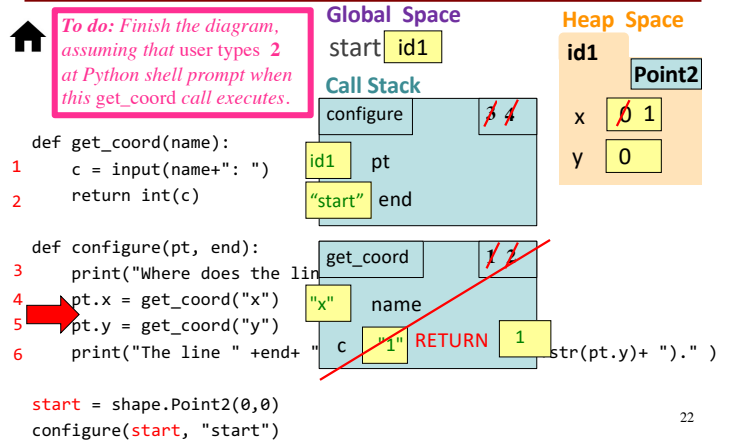 To do: Finish the diagram,
assuming that user types 2
at Python shell prompt when
this get_coord call executes.
Global Space
start id1
Call Stack
configure 3 4
id1 pt
"start" end
get_coord 1 2
"x" name
c "1" RETURN 1
Heap Space
id1
Point2
x 0 1
y 0
def get_coord(name):
1 c = input(name+": ")
2 return int(c)
def configure(pt, end):
3 print("Where does the lin
4 pt.x = get_coord("x")
5 pt.y = get_coord("y")
6 print("The line " +end+ " str(pt.y)+ ")." )
start = shape.Point2(0,0)
configure(start, "start")
22